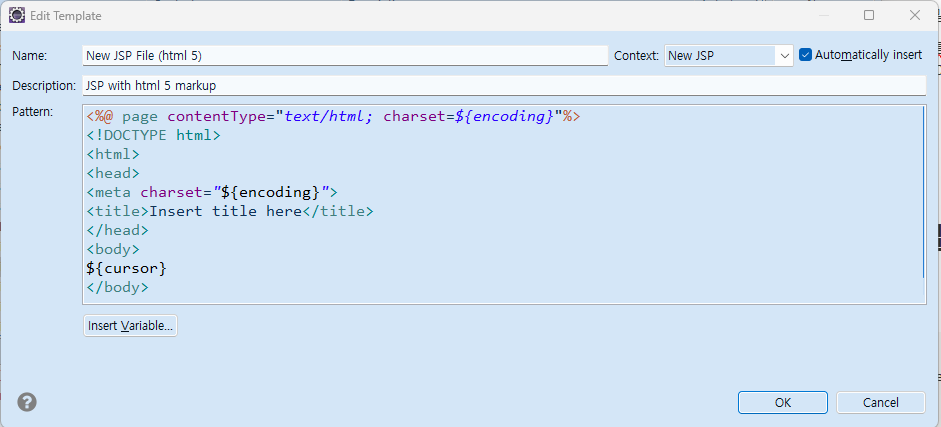 Edit Template
Name: New JSP File (html 5) Context: New JSP Automatically insert
Description: JSP with html 5 markup
Pattern: <%@ page contentType="text/html; charset=${encoding}"%>
<!DOCTYPE html>
<html>
<head>
<meta charset="${encoding}">
<title>Insert title here</title>
</head>
<body>
${cursor}
</body>
Insert Variable...
?
OK Cancel